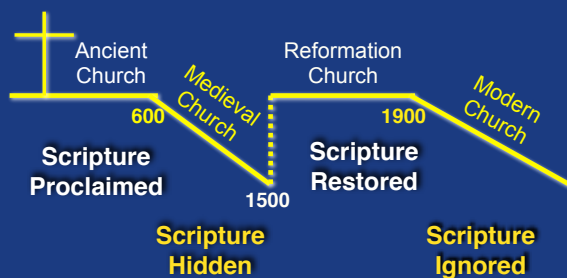 Ancient
Church
Medieval
Church
Reformation
Church
Modern
Church
600
1900
Scripture
Proclaimed
Scripture
Restored
1500
Scripture
Hidden
Scripture
Ignored